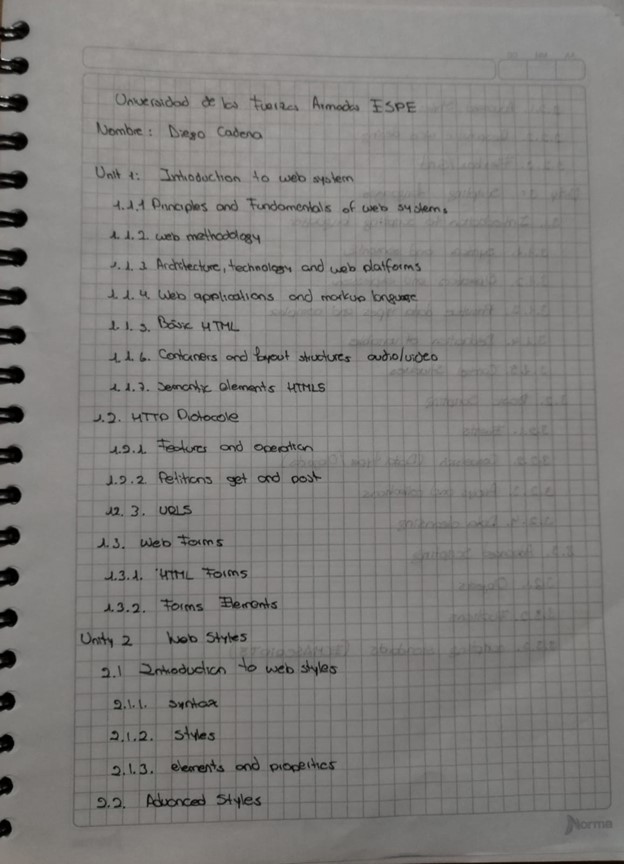 Universidad de las Fuerzas Armadas ESPE
Nombre: Diego Cadena
Unit 1: Introduction to web system
1.1.1 Principles and Fundamentals of web systems
1.1.2. web methodology
1.1.3. Architecture, technology and web platforms
1.1.4. Web applications and markup language
1.1.5. Basic HTML
1.1.6. Containers and layout structures audio/video
1.1.7. Semantic elements HTML5
1.2. HTTP Protocole
1.2.1 Features and operation
1.2.2 Petitions get and post
12.3. URLS
1.3. Web Forms
1.3.1. HTML Forms
1.3.2. Forms Elements
Unity 2 Web Styles
2.1 Introduction to web styles
2.1.1. Syntax
2.1.2. Styles
2.1.3. elements and properties
2.2. Advanced Styles
Norma